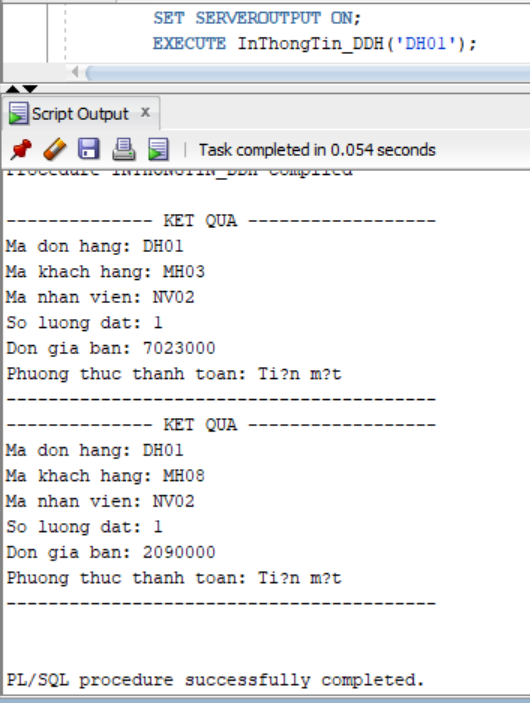 SET SERVEROUTPUT ON;
EXECUTE InThongTin_DDH('DH01');
Script Output x
Task completed in 0.054 seconds
Procedure INTHONGTIN_DDH compiled
-------------- KET QUA ------------------
Ma don hang: DH01
Ma khach hang: MH03
Ma nhan vien: NV02
So luong dat: 1
Don gia ban: 7023000
Phuong thuc thanh toan: Ti?n m?t
-----------------------------------------
-------------- KET QUA ------------------
Ma don hang: DH01
Ma khach hang: MH08
Ma nhan vien: NV02
So luong dat: 1
Don gia ban: 2090000
Phuong thuc thanh toan: Ti?n m?t
-----------------------------------------
PL/SQL procedure successfully completed.